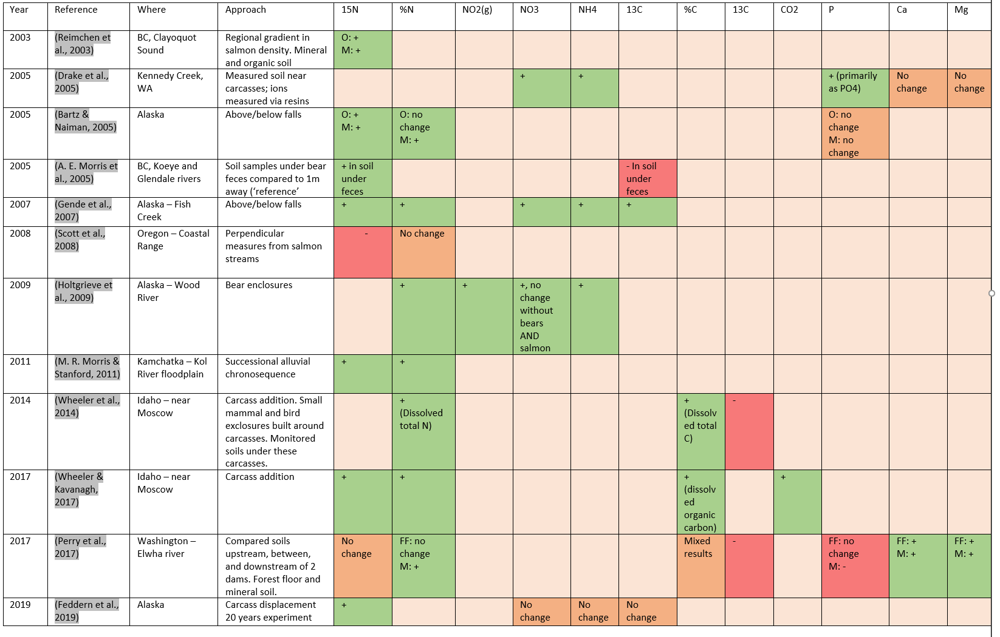 Year Reference Where Approach 15N %N NO2(g) NO3 NH4 13C %C 13C CO2 P Ca Mg
2003
(Reimchen et
al., 2003)
BC, Clayoquot
Sound
Regional gradient in
salmon density. Mineral
and organic soil
O: +
M: +
2005
(Drake et al.,
2005)
Kennedy Creek,
WA
Measured soil near
carcasses; ions
measured via resins
+
+
+ (primarily
as PO4)
No
change
No
change
2005
(Bartz &
Naiman, 2005)
Alaska
Above/below falls
O: +
M: +
O: no
change
M: +
O: no
change
M: no
change
2005
(A. E. Morris et
al., 2005)
BC, Koeye and
Glendale rivers
Soil samples under bear
feces compared to 1m
away (‘reference’
+ in soil
under
feces
- In soil
under
feces
2007
(Gende et al.,
2007)
Alaska – Fish
Creek
Above/below falls
+
+
+
+
+
2008
(Scott et al.,
2008)
Oregon – Coastal
Range
Perpendicular
measures from salmon
streams
-
No change
2009
(Holtgrieve et
al., 2009)
Alaska – Wood
River
Bear enclosures
+
+
+, no
change
without
bears
AND
salmon
+
2011
(M. R. Morris &
Stanford, 2011)
Kamchatka – Kol
River floodplain
Successional alluvial
chronosequence
+
+
2014
(Wheeler et al.,
2014)
Idaho – near
Moscow
Carcass addition. Small
mammal and bird
exclosures built around
carcasses. Monitored
soils under these
carcasses.
+
(Dissolved
total N)
+
(Dissolv
ed total
C)
-
2017
(Wheeler &
Kavanagh,
2017)
Idaho – near
Moscow
Carcass addition
+
+
+
(dissolv
ed
organic
carbon)
+
2017
(Perry et al.,
2017)
Washington –
Elwha river
Compared soils
upstream, between,
and downstream of 2
dams. Forest floor and
mineral soil.
No
change
FF: no
change
M: +
Mixed
results
-
FF: no
change
M: -
FF: +
M: +
FF: +
M: +
2019
(Feddern et al.,
2019)
Alaska
Carcass displacement
20 years experiment
+
No
change
No
change
No
change